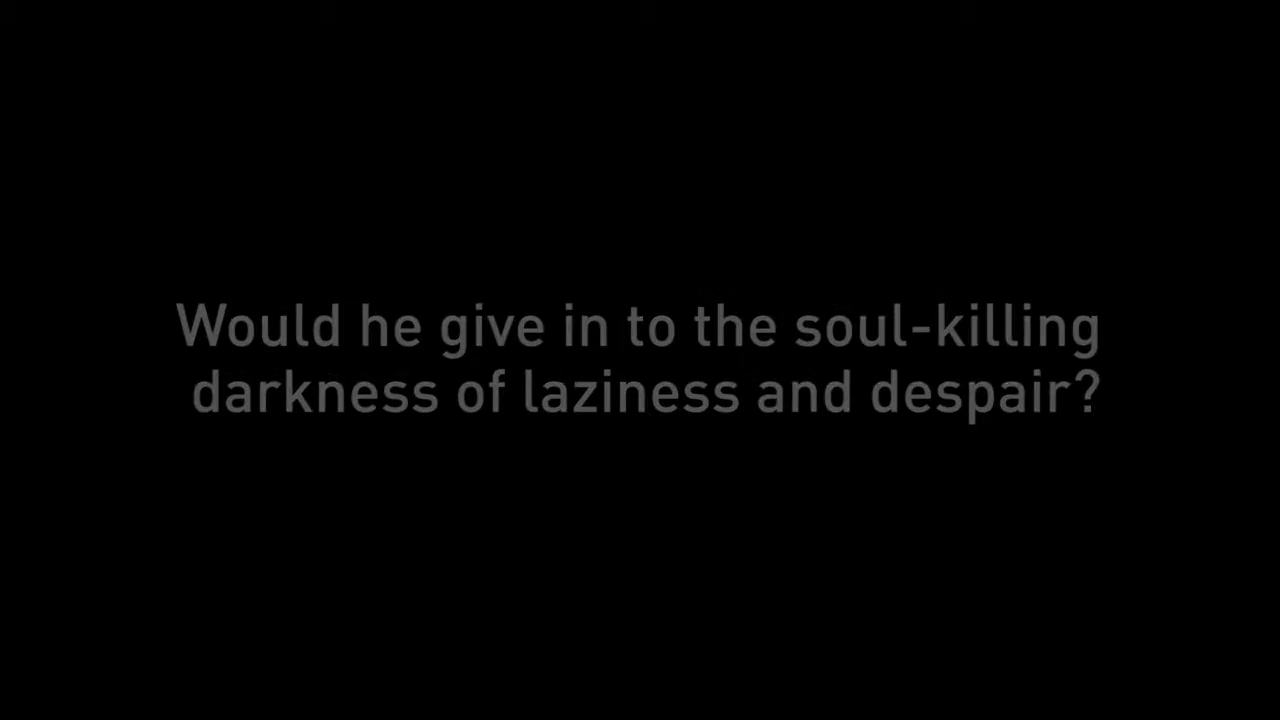 Would he give in to the soul-killing
darkness of laziness and despair?